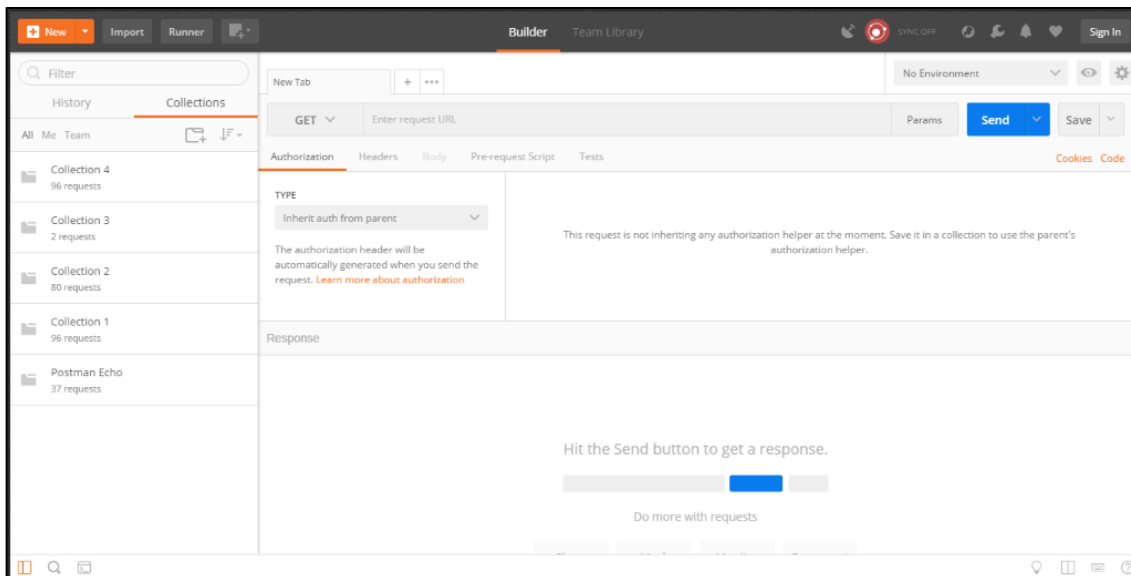 New Import Runner Builder Team Library SYNC OFF Sign In
Filter
History Collections
All Me Team
Collection 4
96 requests
Collection 3
2 requests
Collection 2
80 requests
Collection 1
96 requests
Postman Echo
37 requests
New Tab + ••• No Environment
GET Enter request URL Params Send Save
Authorization Headers Body Pre-request Script Tests Cookies Code
TYPE
Inherit auth from parent
The authorization header will be
automatically generated when you send the
request. Learn more about authorization
This request is not inheriting any authorization helper at the moment. Save it in a collection to use the parent's
authorization helper.
Response
Hit the Send button to get a response.
Do more with requests